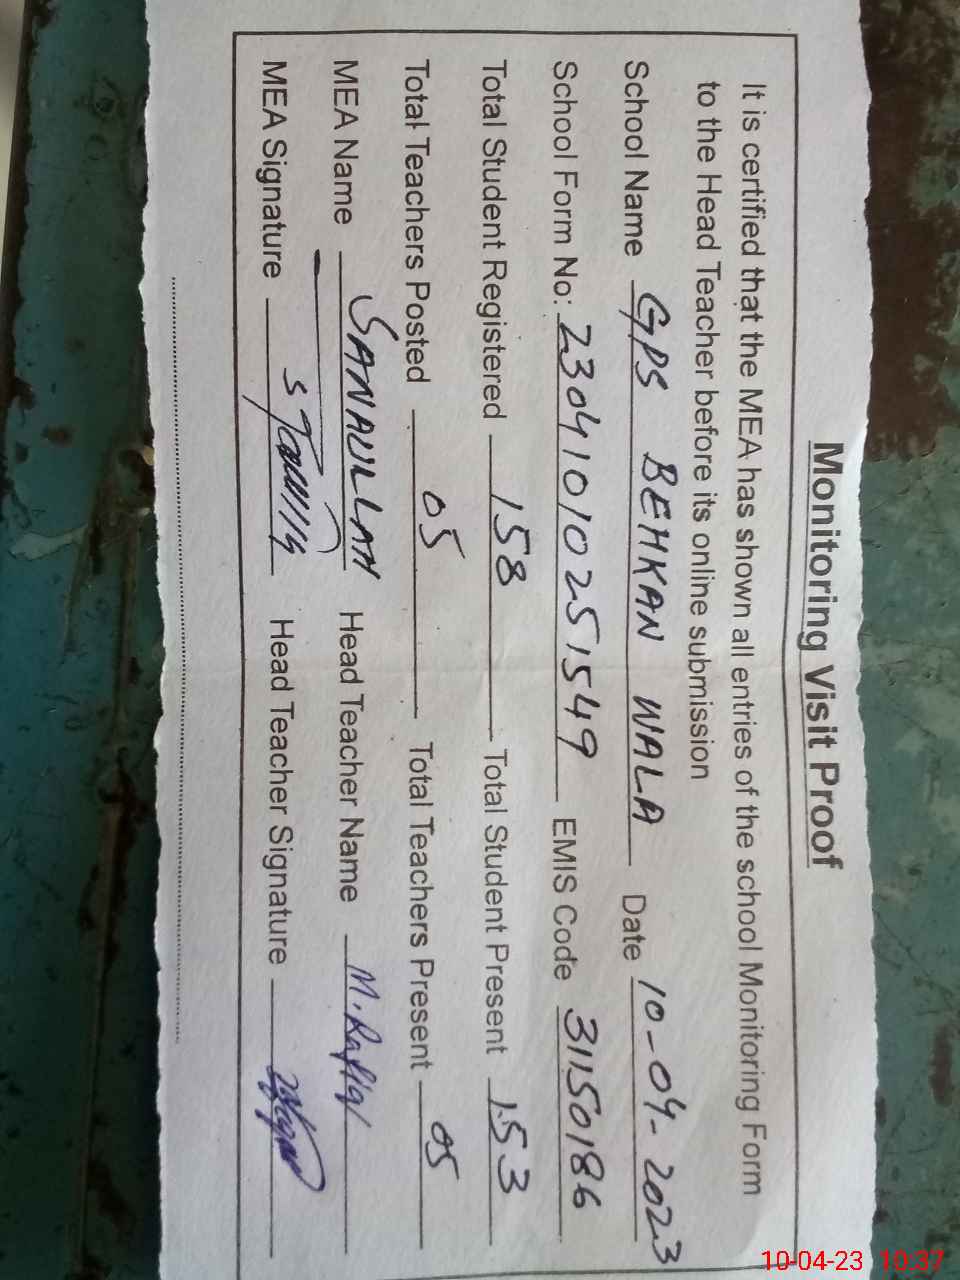 Monitoring Visit Proof
It is certified that the MEA has shown all entries of the school Monitoring Form
to the Head Teacher before its online submission
School Name GPS BEHKAN WALA Date 10-04-2023
School Form No: 23041010251549 EMIS Code 31150186
Total Student Registered 158 Total Student Present 153
Total Teachers Posted 05 Total Teachers Present 05
MEA Name SANAULLAH Head Teacher Name M. Rafiq
MEA Signature Head Teacher Signature
10-04-23 10:37